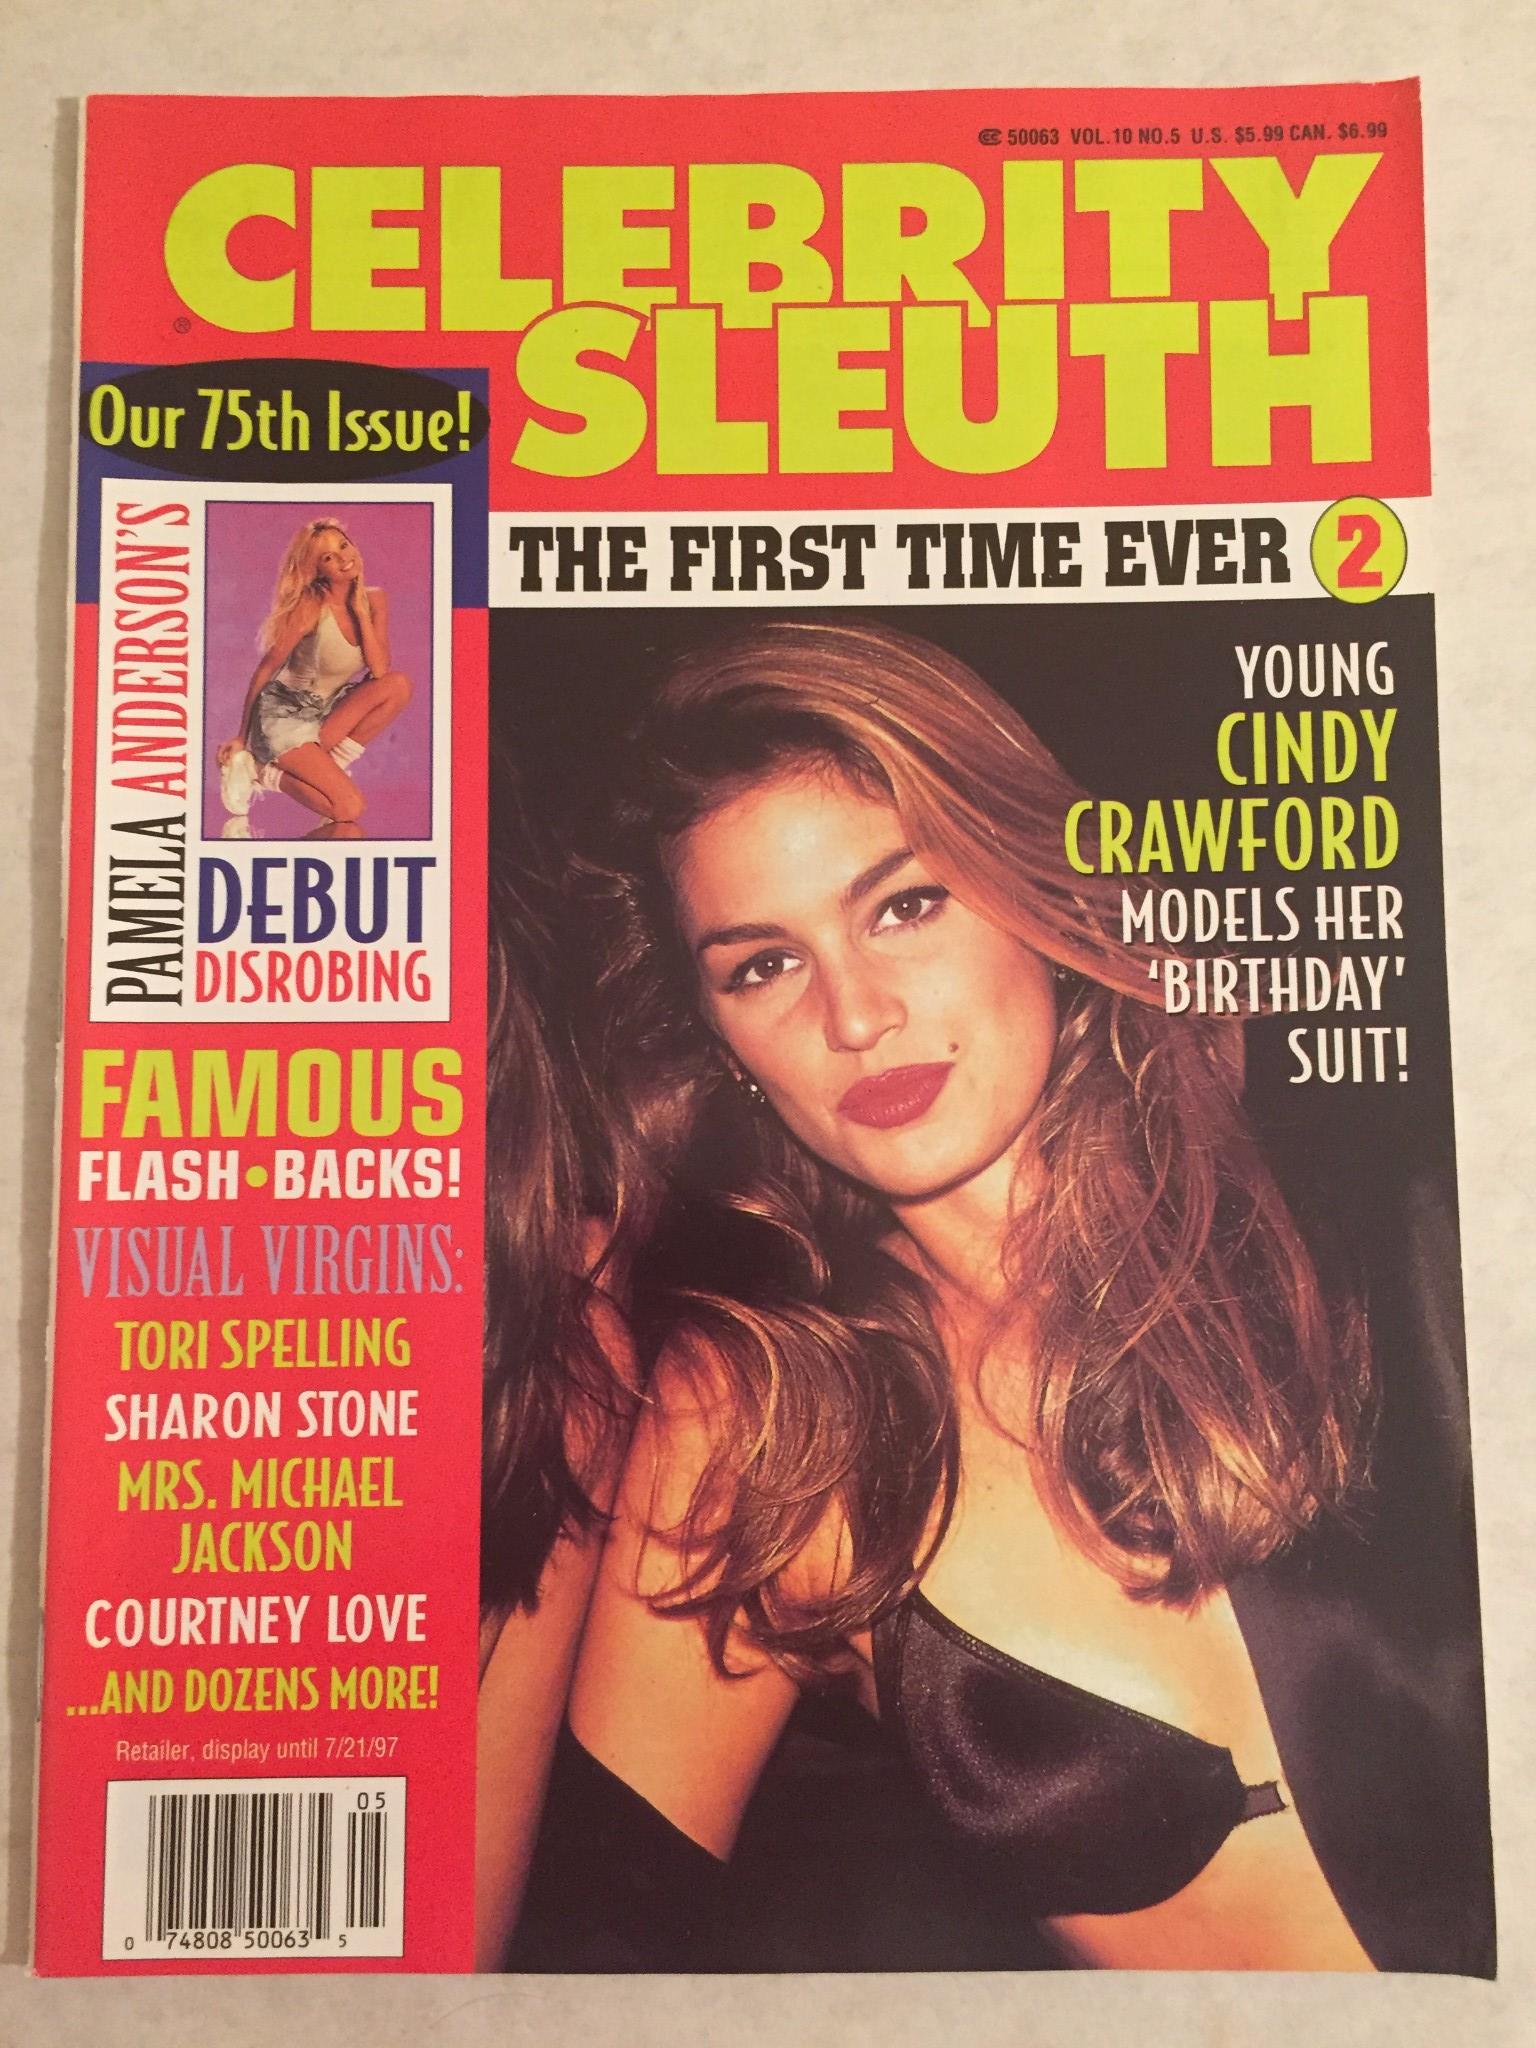 50063 VOL.10 NO.5 U.S. $5.99 CAN. $6.99
CELEBRITY
SLEUTH
®
Our 75th Issue!
PAMELA ANDERSON'S
DEBUT
DISROBING
THE FIRST TIME EVER 2
YOUNG
CINDY
CRAWFORD
MODELS HER
'BIRTHDAY'
SUIT!
FAMOUS
FLASH•BACKS!
VISUAL VIRGINS:
TORI SPELLING
SHARON STONE
MRS. MICHAEL
JACKSON
COURTNEY LOVE
...AND DOZENS MORE!
Retailer, display until 7/21/97
05
0 74808 50063 5